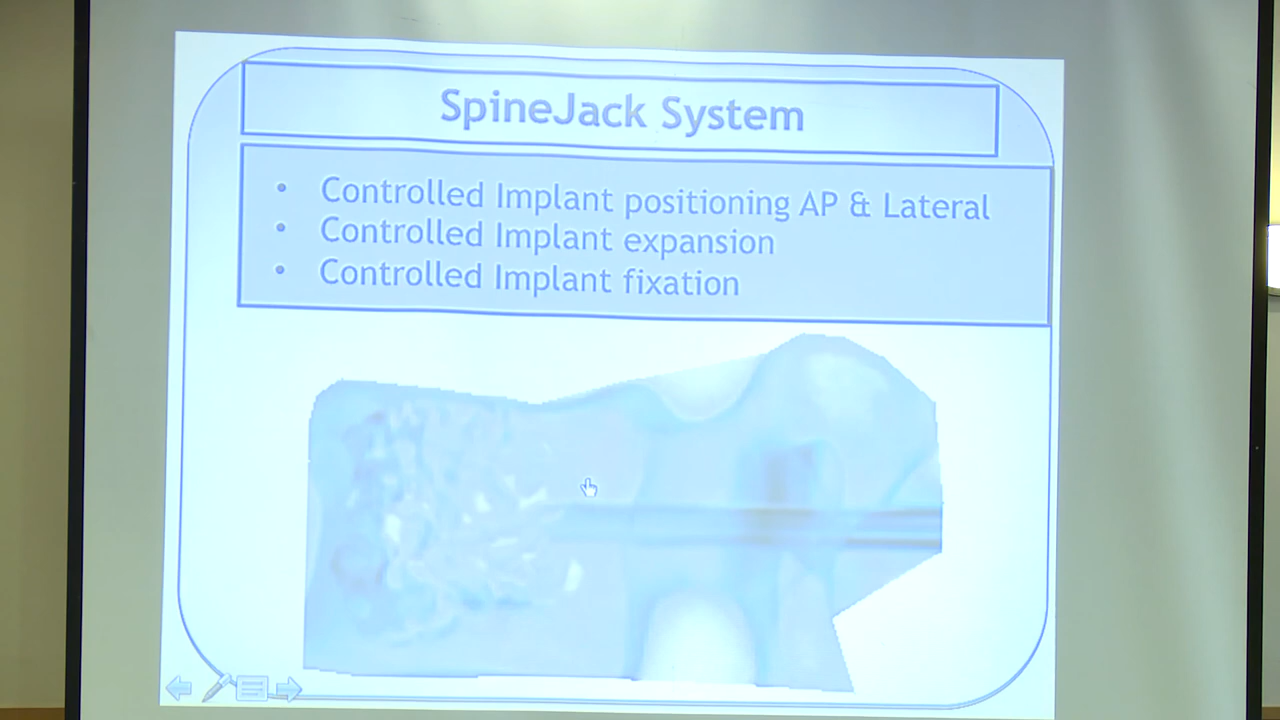 SpineJack System
• Controlled Implant positioning AP & Lateral
• Controlled Implant expansion
• Controlled Implant fixation